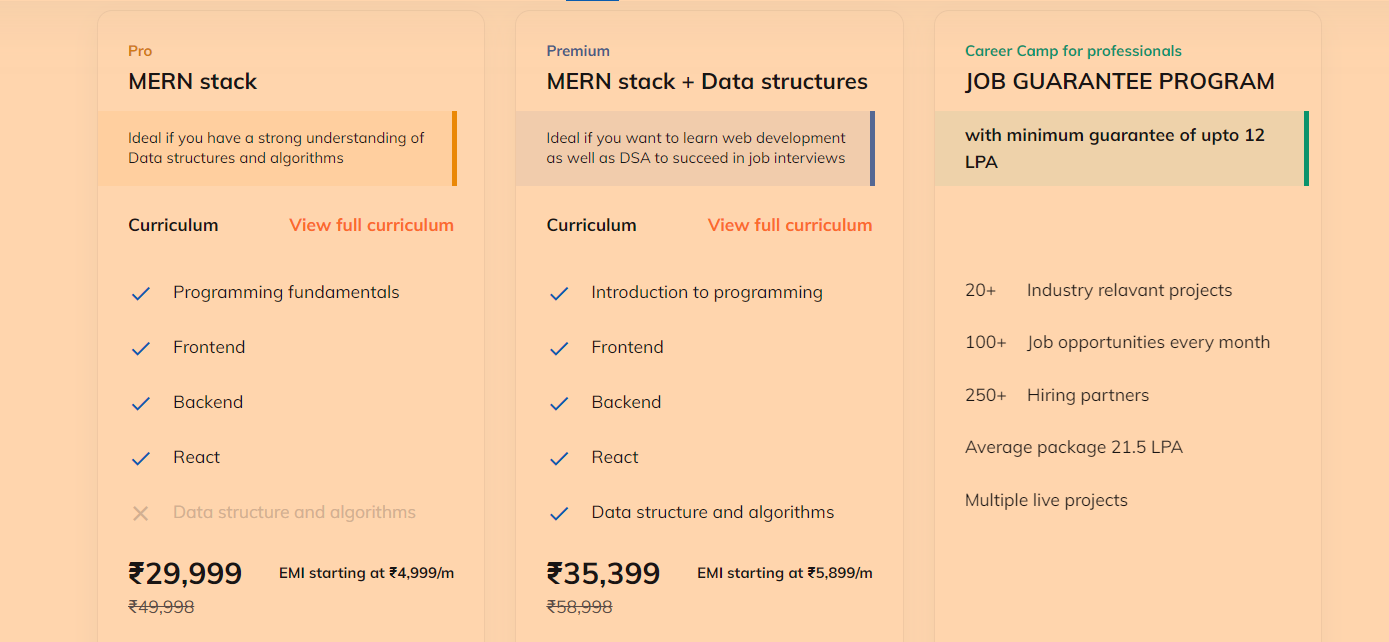 Pro
MERN stack
Ideal if you have a strong understanding of
Data structures and algorithms
Curriculum View full curriculum
Programming fundamentals
Frontend
Backend
React
Data structure and algorithms
₹29,999 EMI starting at ₹4,999/m
₹49,998
Premium
MERN stack + Data structures
Ideal if you want to learn web development
as well as DSA to succeed in job interviews
Curriculum View full curriculum
Introduction to programming
Frontend
Backend
React
Data structure and algorithms
₹35,399 EMI starting at ₹5,899/m
₹58,998
Career Camp for professionals
JOB GUARANTEE PROGRAM
with minimum guarantee of upto 12
LPA
20+ Industry relavant projects
100+ Job opportunities every month
250+ Hiring partners
Average package 21.5 LPA
Multiple live projects